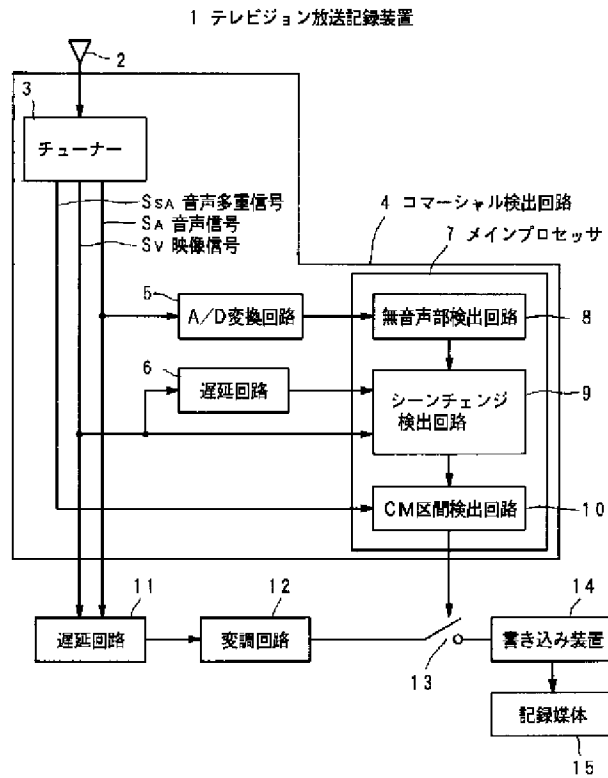 1 テレビジョン放送記録装置
2
3
チューナー
SSA 音声多重信号
SA 音声信号
SV 映像信号
4 コマーシャル検出回路
7 メインプロセッサ
5
A/D変換回路
無音声部検出回路
8
6
遅延回路
シーンチェンジ
検出回路
9
CM区間検出回路
10
11
遅延回路
12
変調回路
13
14
書き込み装置
記録媒体
15